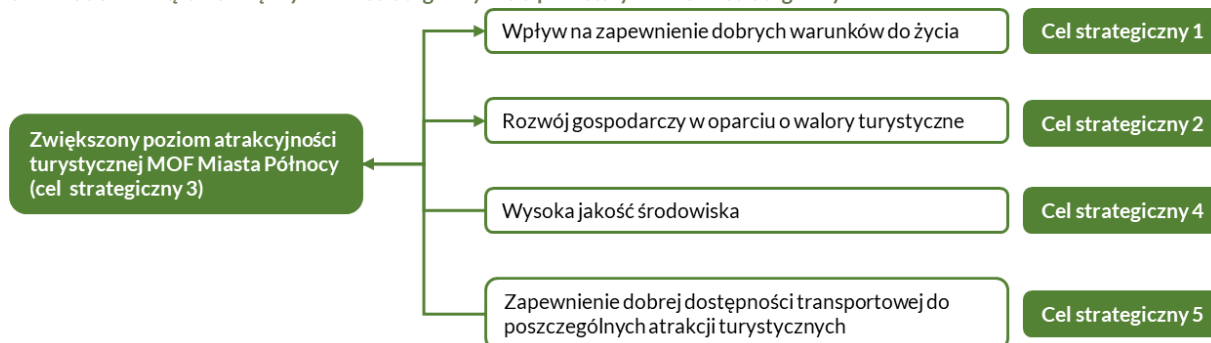 Wpływ na zapewnienie dobrych warunków do życia
Cel strategiczny 1
Rozwój gospodarczy w oparciu o walory turystyczne
Cel strategiczny 2
Zwiększony poziom atrakcyjności
turystycznej MOF Miasta Północy
(cel strategiczny 3)
Wysoka jakość środowiska
Cel strategiczny 4
Zapewnienie dobrej dostępności transportowej do
poszczególnych atrakcji turystycznych
Cel strategiczny 5